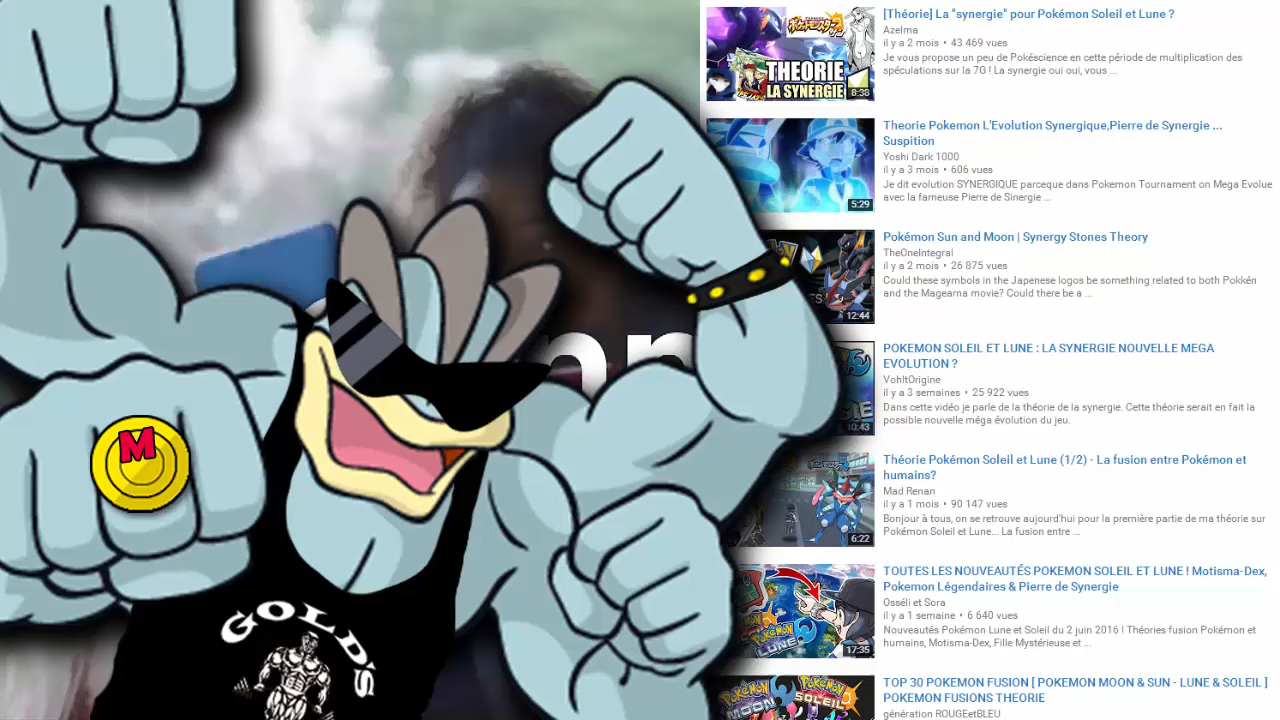 [Théorie] La "synergie" pour Pokémon Soleil et Lune ?
Azelma
il y a 2 mois • 43 469 vues
Je vous propose un peu de Pokéscience en cette période de multiplication des
spéculations sur la 7G ! La synergie oui oui, vous ...
THEORIE
LA SYNERGIE
8:38
Theorie Pokemon L'Evolution Synergique,Pierre de Synergie ...
Suspition
Yoshi Dark 1000
il y a 3 mois • 606 vues
Je dit evolution SYNERGIQUE parceque dans Pokemon Tournament on Mega Evolue
avec la fameuse Pierre de Sinergie ...
5:29
Pokémon Sun and Moon | Synergy Stones Theory
TheOneIntegral
il y a 2 mois • 26 875 vues
Could these symbols in the Japenese logos be something related to both Pokkén
and the Magearna movie? Could there be a ...
12:44
POKEMON SOLEIL ET LUNE : LA SYNERGIE NOUVELLE MEGA
EVOLUTION ?
VohltOrigine
il y a 3 semaines • 25 922 vues
Dans cette vidéo je parle de la théorie de la synergie. Cette théorie serait en fait la
possible nouvelle méga évolution du jeu.
10:43
Théorie Pokémon Soleil et Lune (1/2) - La fusion entre Pokémon et
humains?
Mad Renan
il y a 1 mois • 90 147 vues
Bonjour à tous, on se retrouve aujourd'hui pour la première partie de ma théorie sur
Pokémon Soleil et Lune... La fusion entre ...
6:22
TOUTES LES NOUVEAUTÉS POKEMON SOLEIL ET LUNE ! Motisma-Dex,
Pokemon Légendaires & Pierre de Synergie
Osséli et Sora
il y a 1 semaine • 6 640 vues
Nouveautés Pokémon Lune et Soleil du 2 juin 2016 ! Théories fusion Pokémon et
humains, Motisma-Dex, Fille Mystérieuse et ...
17:35
TOP 30 POKEMON FUSION [ POKEMON MOON & SUN - LUNE & SOLEIL ]
POKEMON FUSIONS THEORIE
génération ROUGEetBLEU
POKÉMON MOON
POKÉMON SOLEIL
M
GOLD'S